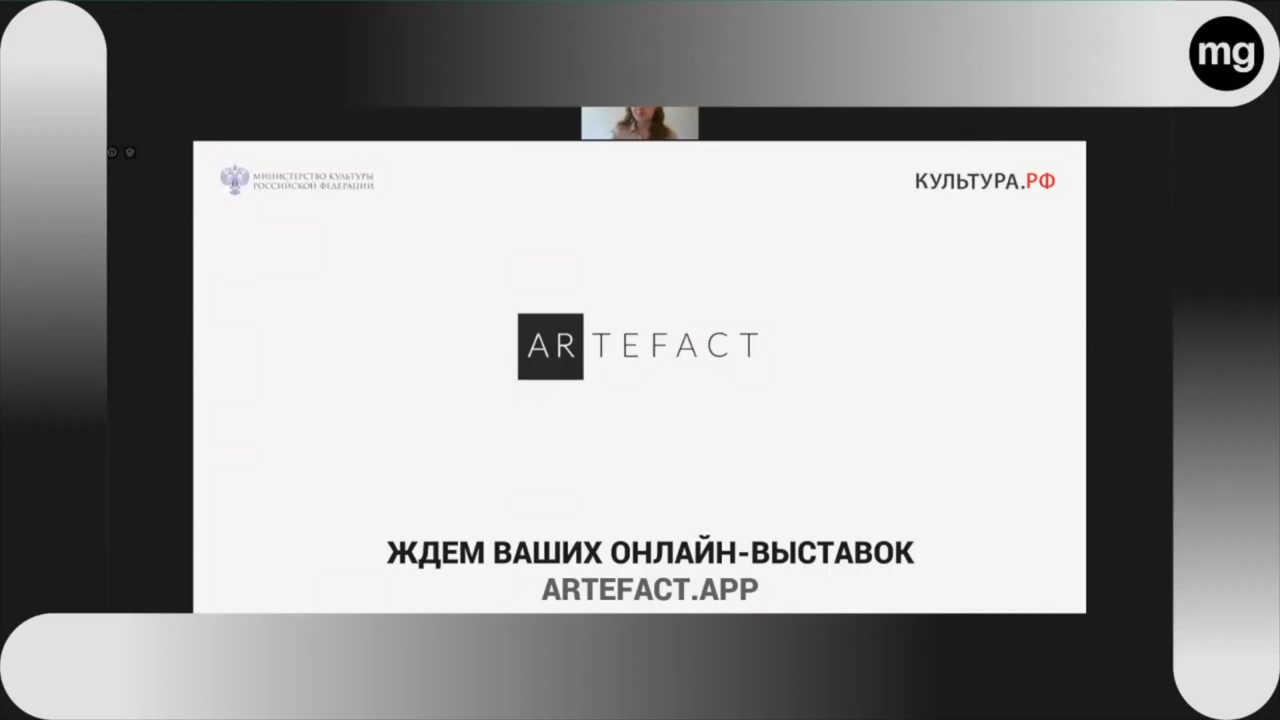 mg
МИНИСТЕРСТВО КУЛЬТУРЫ
РОССИЙСКОЙ ФЕДЕРАЦИИ
КУЛЬТУРА.РФ
ARTEFACT
ЖДЕМ ВАШИХ ОНЛАЙН-ВЫСТАВОК
ARTEFACT.APP